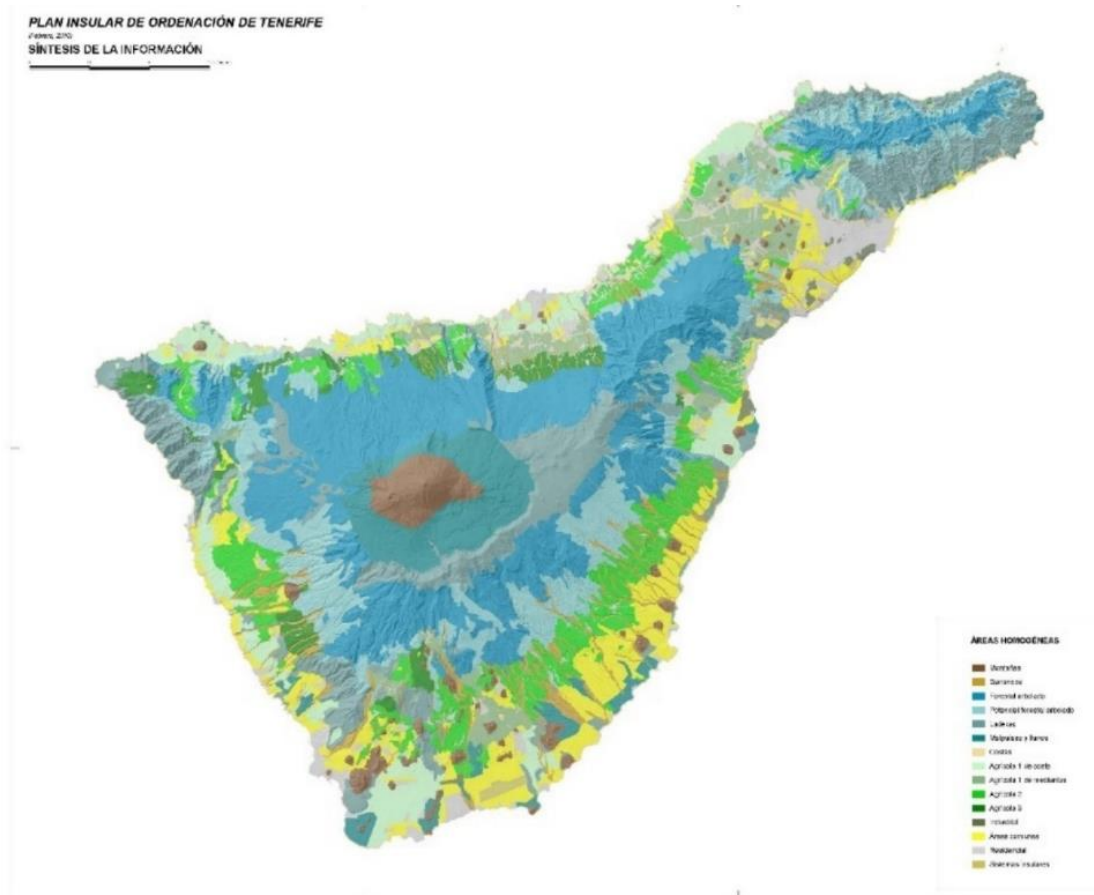 PLAN INSULAR DE ORDENACIÓN DE TENERIFE
SÍNTESIS DE LA INFORMACIÓN
ÁREAS HOMOGÉNEAS
Montañas
Barrancos
Forestal arbolado
Potencial forestal arbolado
Laderas
Malpaíses y llanos
Costas
Agrícola 1 de costa
Agrícola 1 de medianías
Agrícola 2
Agrícola 3
Industrial
Áreas comunes
Residencial
Sistemas insulares